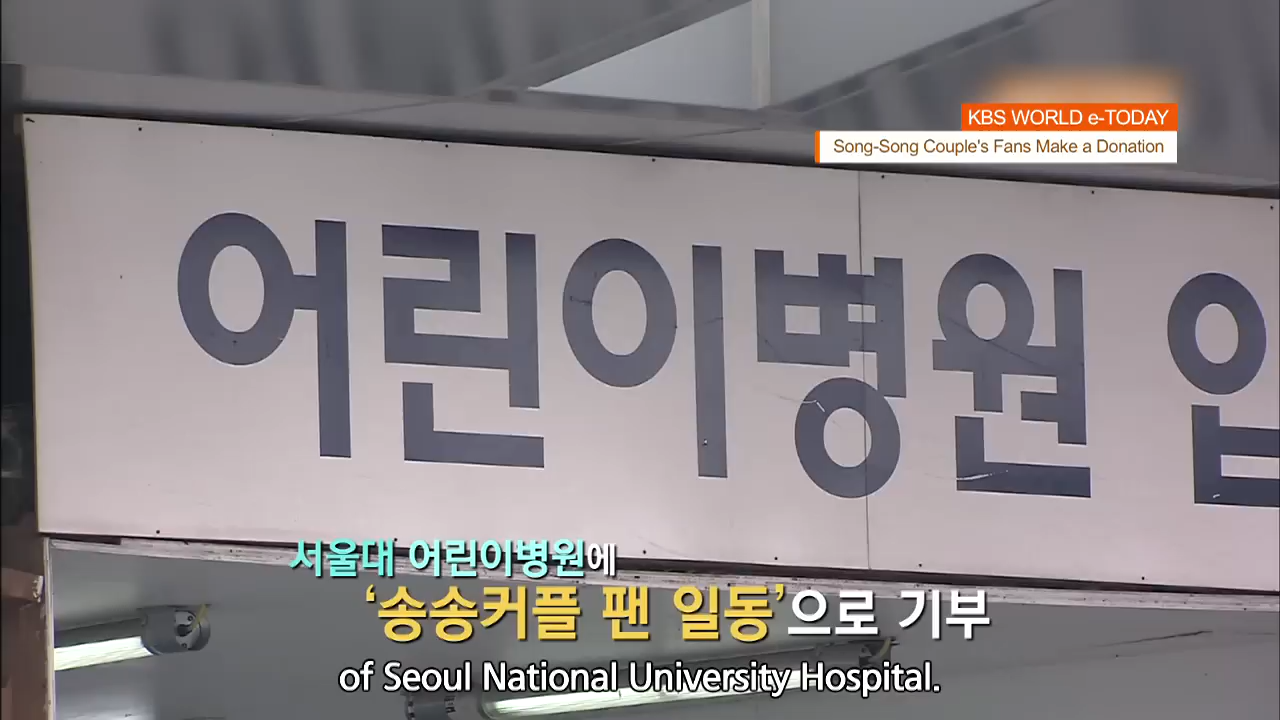 KBS WORLD e-TODAY
Song-Song Couple's Fans Make a Donation
어린이병원
서울대 어린이병원에
‘송송커플 팬 일동’으로 기부
of Seoul National University Hospital.